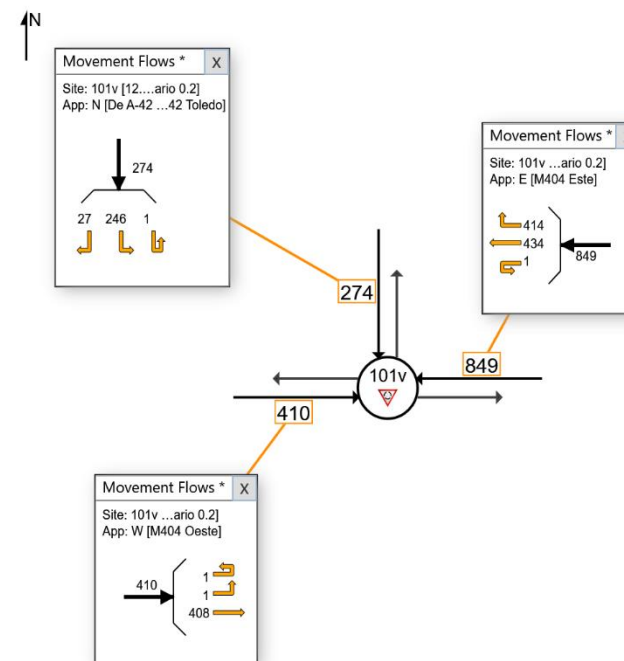 N
Movement Flows * X
Site: 101v [12....ario 0.2]
App: N [De A-42 ...42 Toledo]
274
27 246 1
Movement Flows *
Site: 101v ...ario 0.2]
App: E [M404 Este]
414
434
1
849
274
849
101v
410
Movement Flows * X
Site: 101v ...ario 0.2]
App: W [M404 Oeste]
410
1
1
408